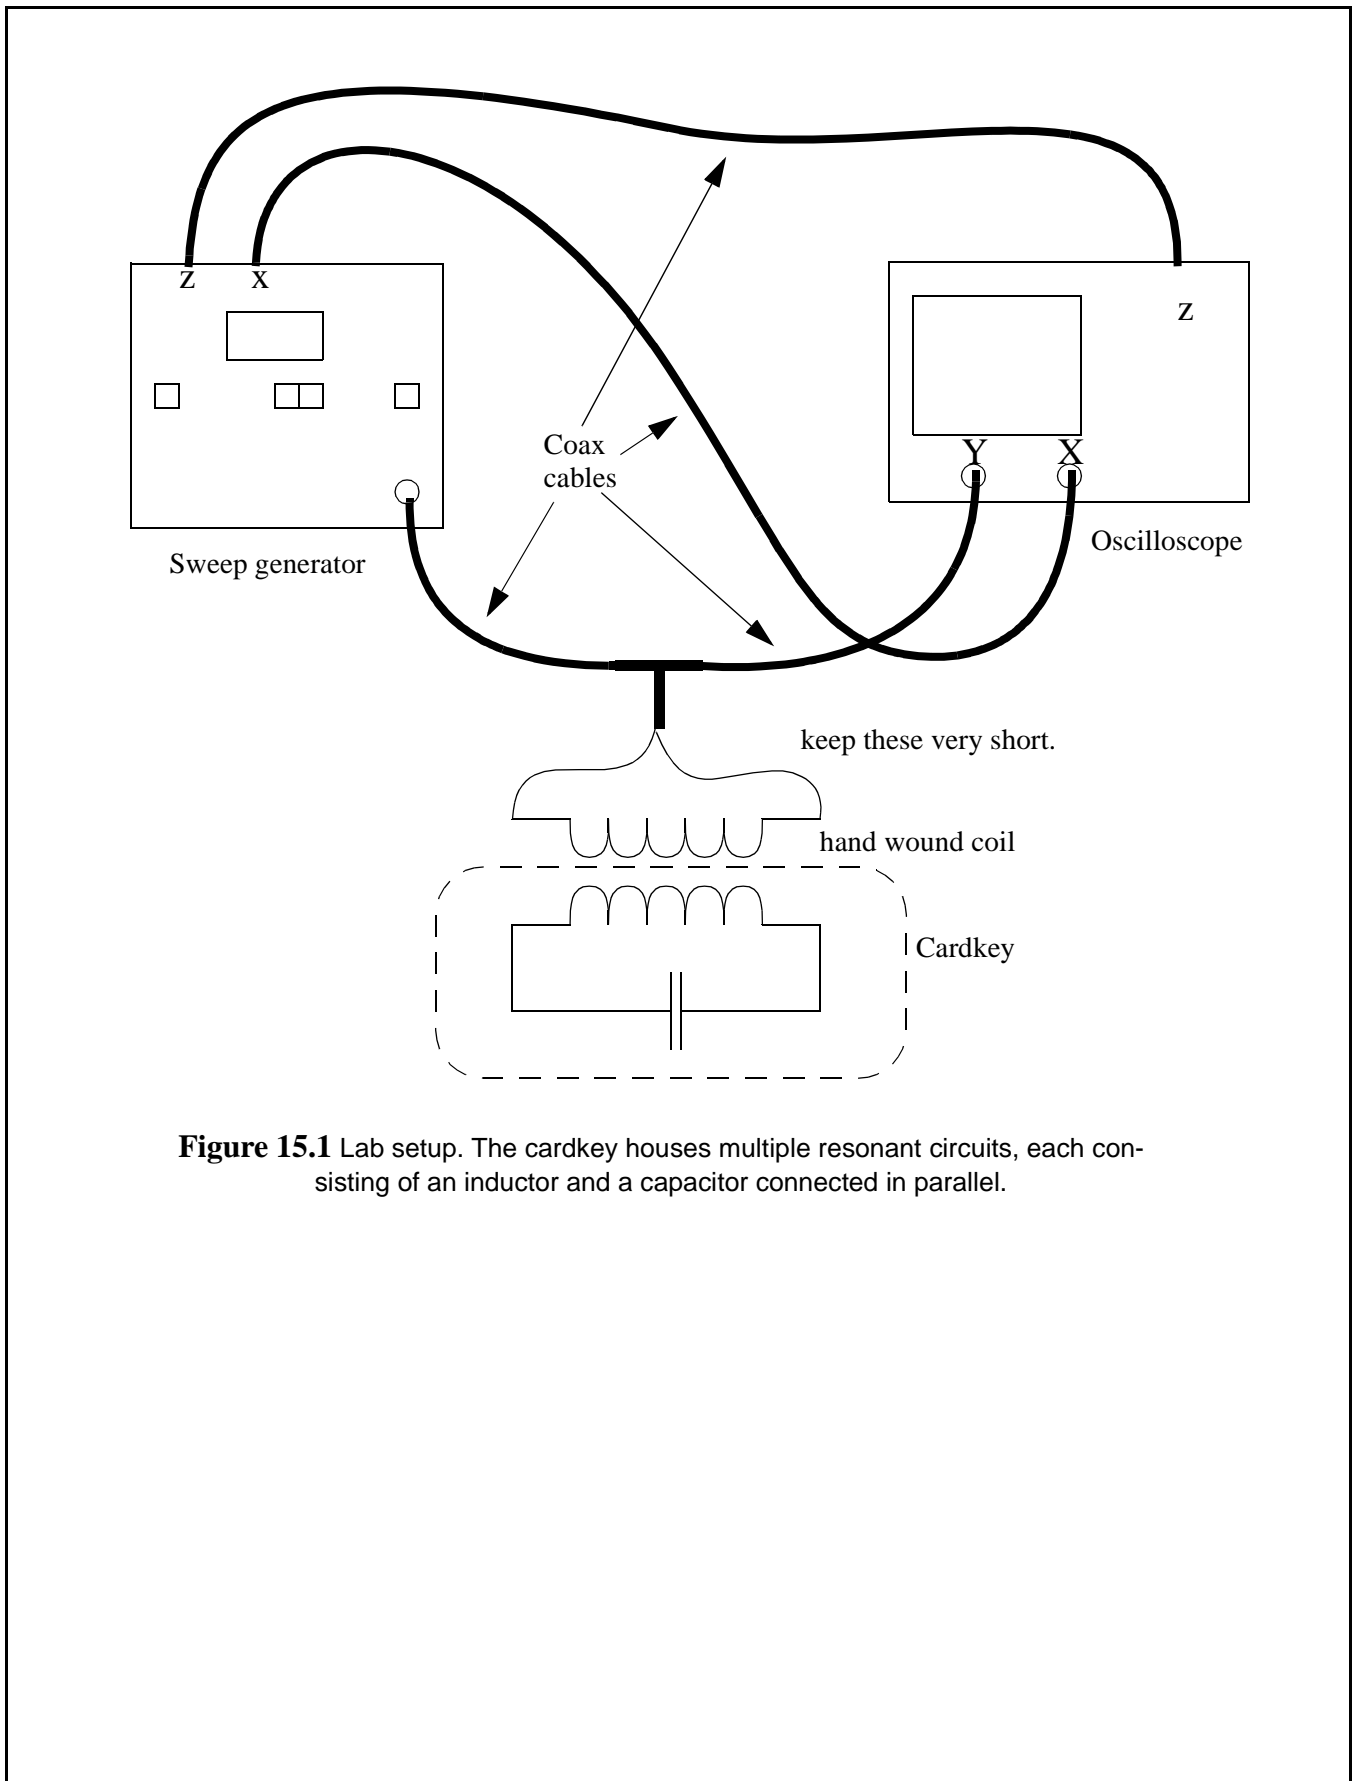 z x
z
Coax
cables
Y X
Oscilloscope
Sweep generator
keep these very short.
hand wound coil
Cardkey
Figure 15.1 Lab setup. The cardkey houses multiple resonant circuits, each con-
sisting of an inductor and a capacitor connected in parallel.